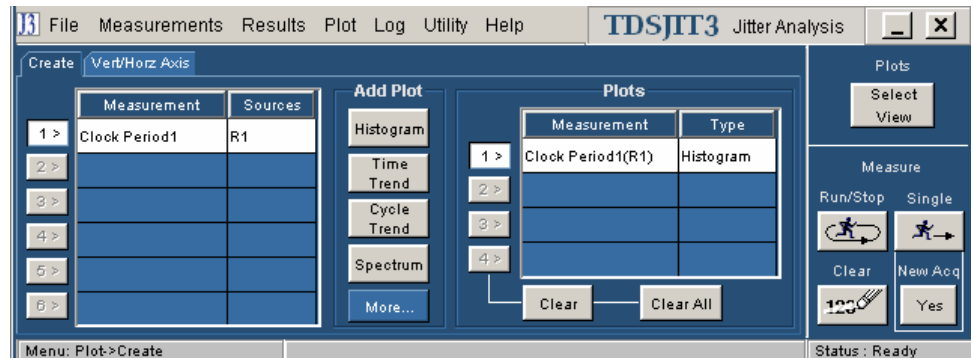 J3 File Measurements Results Plot Log Utility Help TDSJIT3 Jitter Analysis
Create Vert/Horz Axis
Measurement Sources
1 > Clock Period1 R1
2 >
3 >
4 >
5 >
6 >
Add Plot
Histogram
Time
Trend
Cycle
Trend
Spectrum
More...
Plots
Measurement Type
1 > Clock Period1(R1) Histogram
2 >
3 >
4 >
Clear Clear All
Plots
Select
View
Measure
Run/Stop Single
Clear New Acq
123 Yes
Menu: Plot->Create Status : Ready